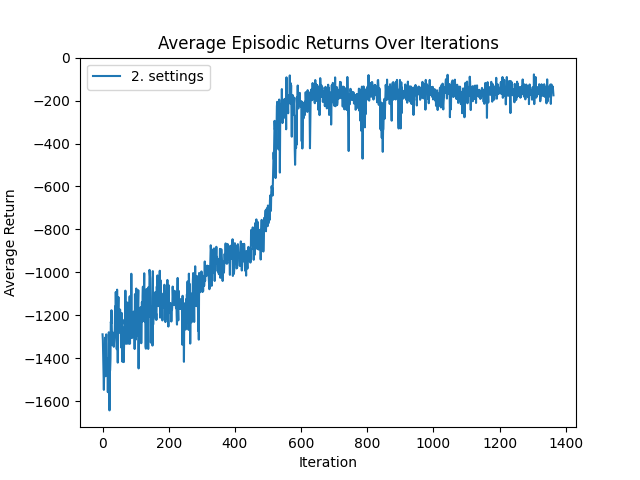 Average Episodic Returns Over Iterations
2. settings
Average Return
0
−200
−400
−600
−800
−1000
−1200
−1400
−1600
0 200 400 600 800 1000 1200 1400
Iteration